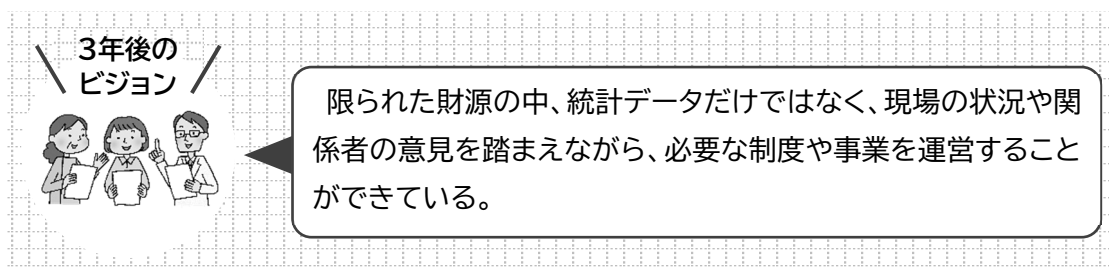 3年後の
ビジョン
限られた財源の中、統計データだけではなく、現場の状況や関
係者の意見を踏まえながら、必要な制度や事業を運営すること
ができている。